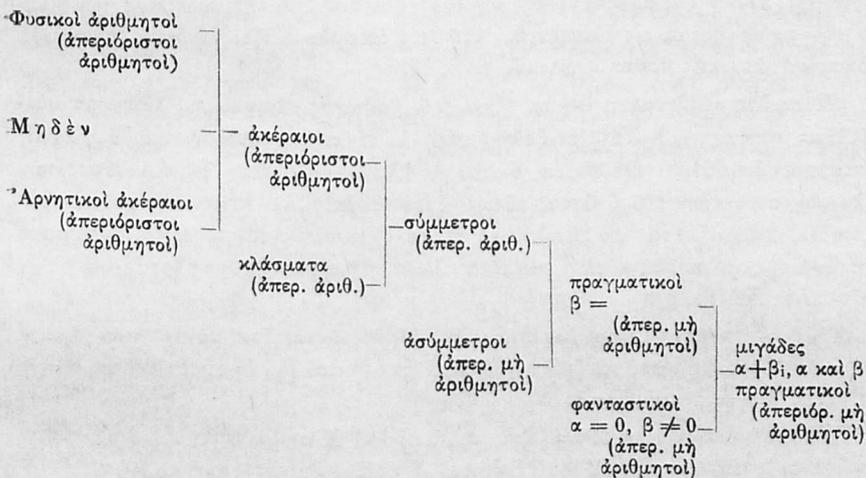 Φυσικοὶ ἀριθμητοὶ
(ἀπεριόριστοι
ἀριθμητοὶ)
Μηδὲν
Ἀρνητικοὶ ἀκέραιοι
(ἀπεριόριστοι
ἀριθμητοὶ)
ἀκέραιοι
(ἀπεριόριστοι
ἀριθμητοὶ)
κλάσματα
(ἀπερ. ἀριθ.)
σύμμετροι
(ἀπερ. ἀριθ.)
ἀσύμμετροι
(ἀπερ. μὴ
ἀριθμητοὶ)
πραγματικοὶ
β =
(ἀπερ. μὴ
ἀριθμητοὶ)
φανταστικοὶ
α = 0, β ≠ 0
(ἀπερ. μὴ
ἀριθμητοὶ)
μιγάδες
α+βi, α καὶ β
πραγματικοὶ
(ἀπεριόρ. μὴ
ἀριθμητοὶ)